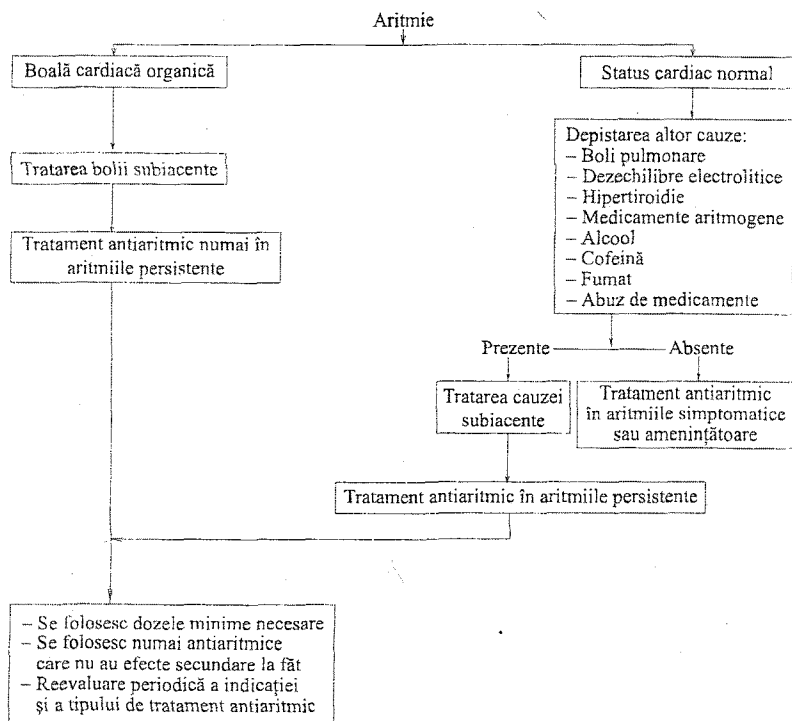 Aritmie
Boală cardiacă organică
Status cardiac normal
Tratarea bolii subiacente
Depistarea altor cauze:
– Boli pulmonare
– Dezechilibre electrolitice
– Hipertiroidie
– Medicamente aritmogene
– Alcool
– Cofeină
– Fumat
– Abuz de medicamente
Tratament antiaritmic numai în
aritmiile persistente
Prezente
Absente
Tratarea cauzei
subiacente
Tratament antiaritmic
în aritmiile simptomatice
sau amenințătoare
Tratament antiaritmic în aritmiile persistente
– Se folosesc dozele minime necesare
– Se folosesc numai antiaritmice
care nu au efecte secundare la făt
– Reevaluare periodică a indicației
și a tipului de tratament antiaritmic